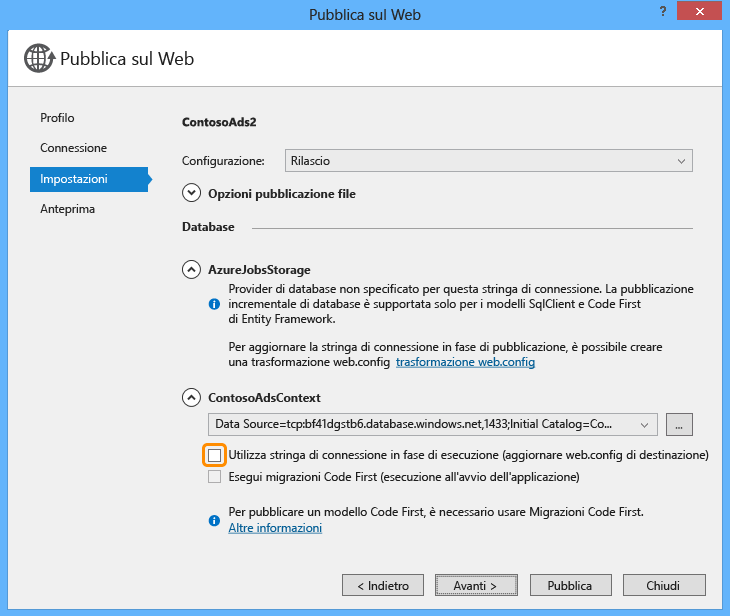 Pubblica sul Web
?
Pubblica sul Web
Profilo
Connessione
Impostazioni
Anteprima
ContosoAds2
Configurazione:
Rilascio
Opzioni pubblicazione file
Database
AzureJobsStorage
Provider di database non specificato per questa stringa di connessione. La pubblicazione
incrementale di database è supportata solo per i modelli SqlClient e Code First
di Entity Framework.
Per aggiornare la stringa di connessione in fase di pubblicazione, è possibile creare
una trasformazione web.config trasformazione web.config
ContosoAdsContext
Data Source=tcp:bf41dgstb6.database.windows.net,1433;Initial Catalog=Co...
...
Utilizza stringa di connessione in fase di esecuzione (aggiornare web.config di destinazione)
Esegui migrazioni Code First (esecuzione all'avvio dell'applicazione)
Per pubblicare un modello Code First, è necessario usare Migrazioni Code First.
Altre informazioni
< Indietro
Avanti >
Pubblica
Chiudi